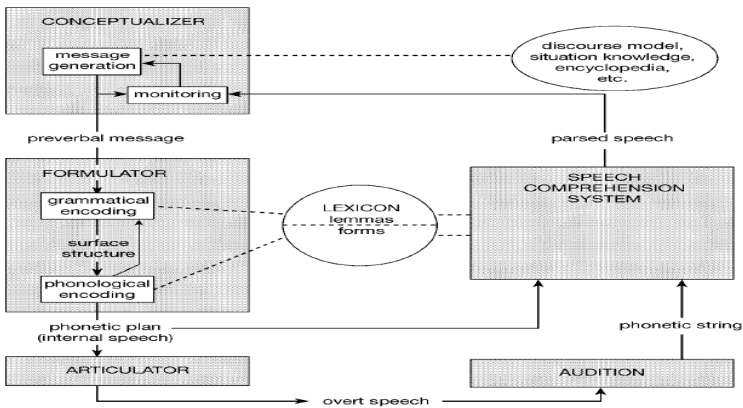 CONCEPTUALIZER
message
generation
monitoring
discourse model,
situation knowledge,
encyclopedia,
etc.
preverbal message
parsed speech
FORMULATOR
grammatical
encoding
surface
structure
phonological
encoding
LEXICON
lemmas
forms
SPEECH
COMPREHENSION
SYSTEM
phonetic plan
(internal speech)
phonetic string
ARTICULATOR
AUDITION
overt speech